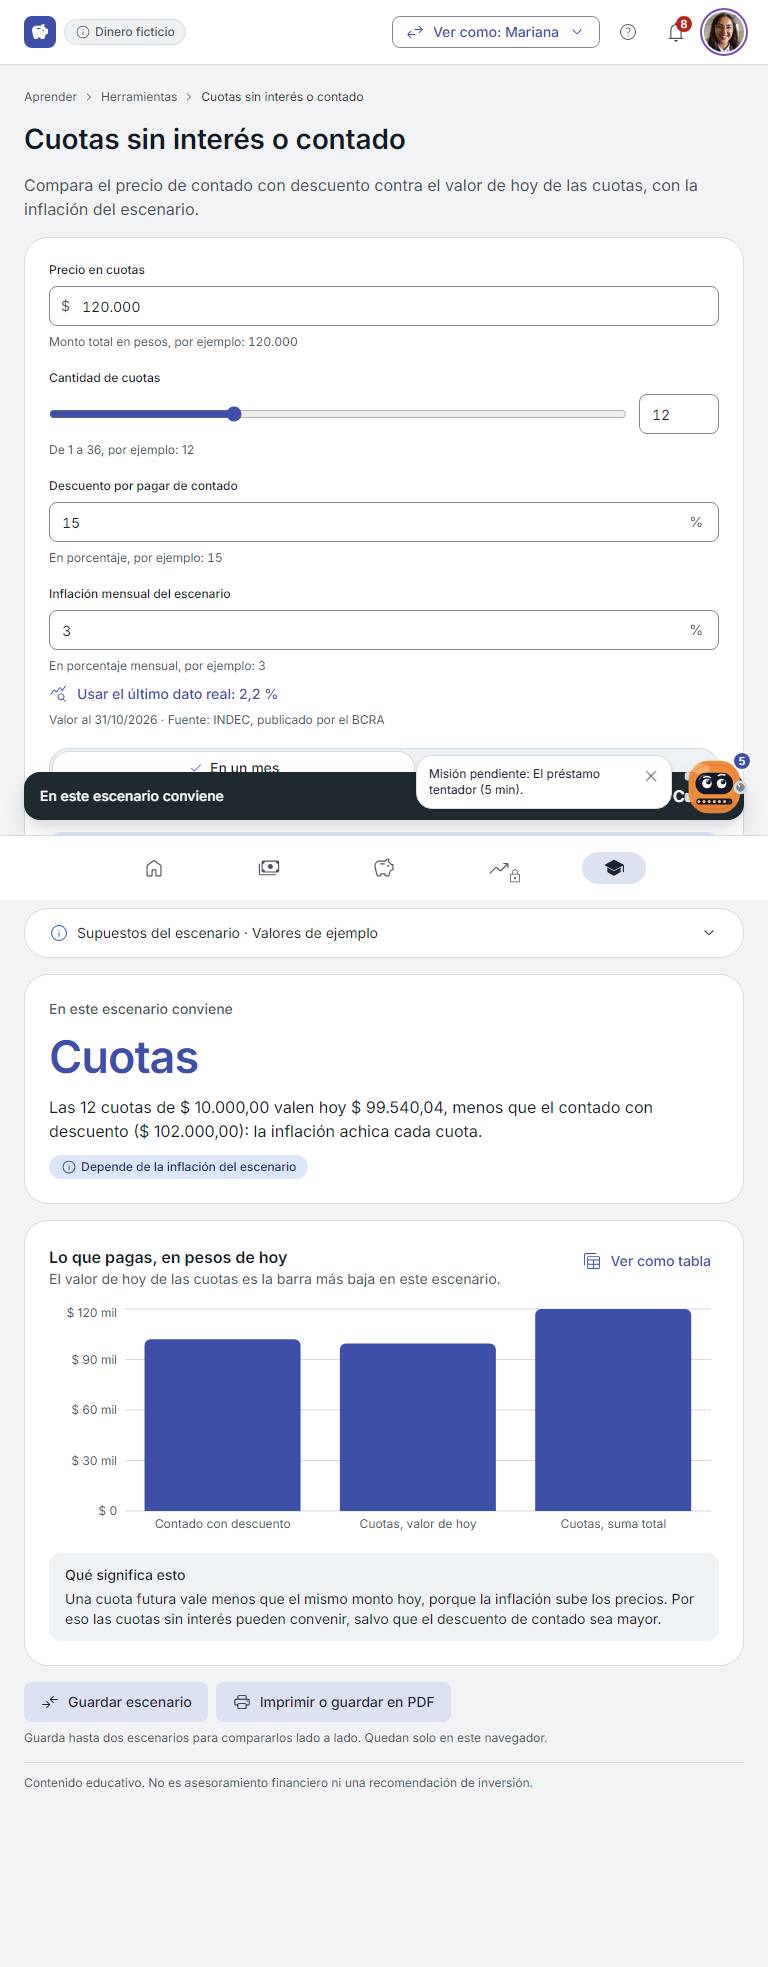 Dinero ficticio
Ver como: Mariana
8
Aprender
Herramientas
Cuotas sin interés o contado
Cuotas sin interés o contado
Compara el precio de contado con descuento contra el valor de hoy de las cuotas, con la
inflación del escenario.
Precio en cuotas
$ 120.000
Monto total en pesos, por ejemplo: 120.000
Cantidad de cuotas
12
De 1 a 36, por ejemplo: 12
Descuento por pagar de contado
15 %
En porcentaje, por ejemplo: 15
Inflación mensual del escenario
3 %
En porcentaje mensual, por ejemplo: 3
Usar el último dato real: 2,2 %
Valor al 31/10/2026 · Fuente: INDEC, publicado por el BCRA
En un mes
En este escenario conviene
Misión pendiente: El préstamo
tentador (5 min).
5
Supuestos del escenario · Valores de ejemplo
En este escenario conviene
Cuotas
Las 12 cuotas de $ 10.000,00 valen hoy $ 99.540,04, menos que el contado con
descuento ($ 102.000,00): la inflación achica cada cuota.
Depende de la inflación del escenario
Lo que pagas, en pesos de hoy
Ver como tabla
El valor de hoy de las cuotas es la barra más baja en este escenario.
$ 120 mil
$ 90 mil
$ 60 mil
$ 30 mil
$ 0
Contado con descuento
Cuotas, valor de hoy
Cuotas, suma total
Qué significa esto
Una cuota futura vale menos que el mismo monto hoy, porque la inflación sube los precios. Por
eso las cuotas sin interés pueden convenir, salvo que el descuento de contado sea mayor.
Guardar escenario
Imprimir o guardar en PDF
Guarda hasta dos escenarios para compararlos lado a lado. Quedan solo en este navegador.
Contenido educativo. No es asesoramiento financiero ni una recomendación de inversión.